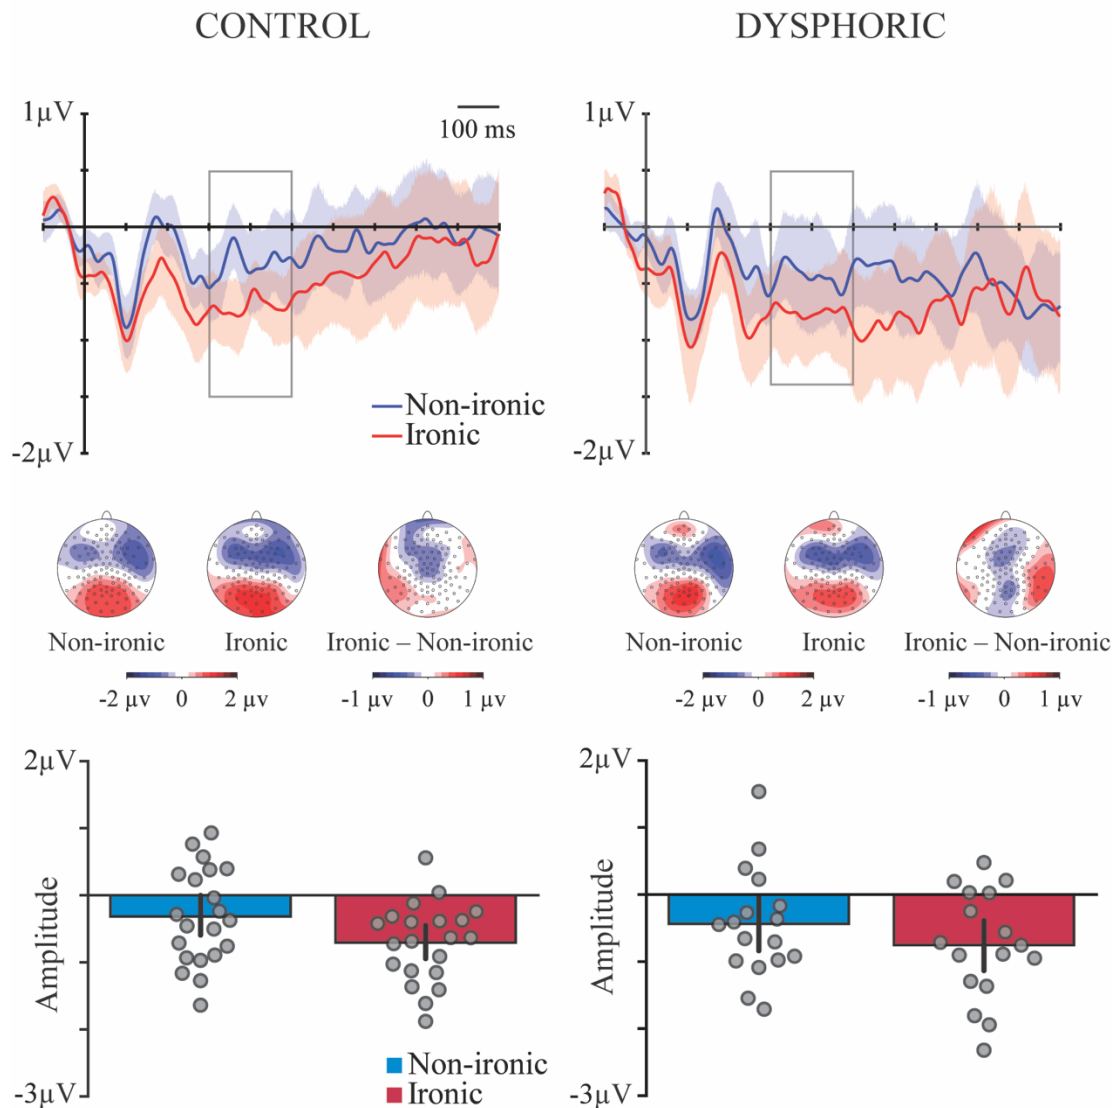 CONTROL
DYSPHORIC
1µV
100 ms
1µV
Non-ironic
Ironic
-2µV
-2µV
Non-ironic
Ironic
Ironic – Non-ironic
Non-ironic
Ironic
Ironic – Non-ironic
-2 µv 0 2 µv
-1 µv 0 1 µv
-2 µv 0 2 µv
-1 µv 0 1 µv
2µV
2µV
Amplitude
Amplitude
Non-ironic
Ironic
-3µV
-3µV